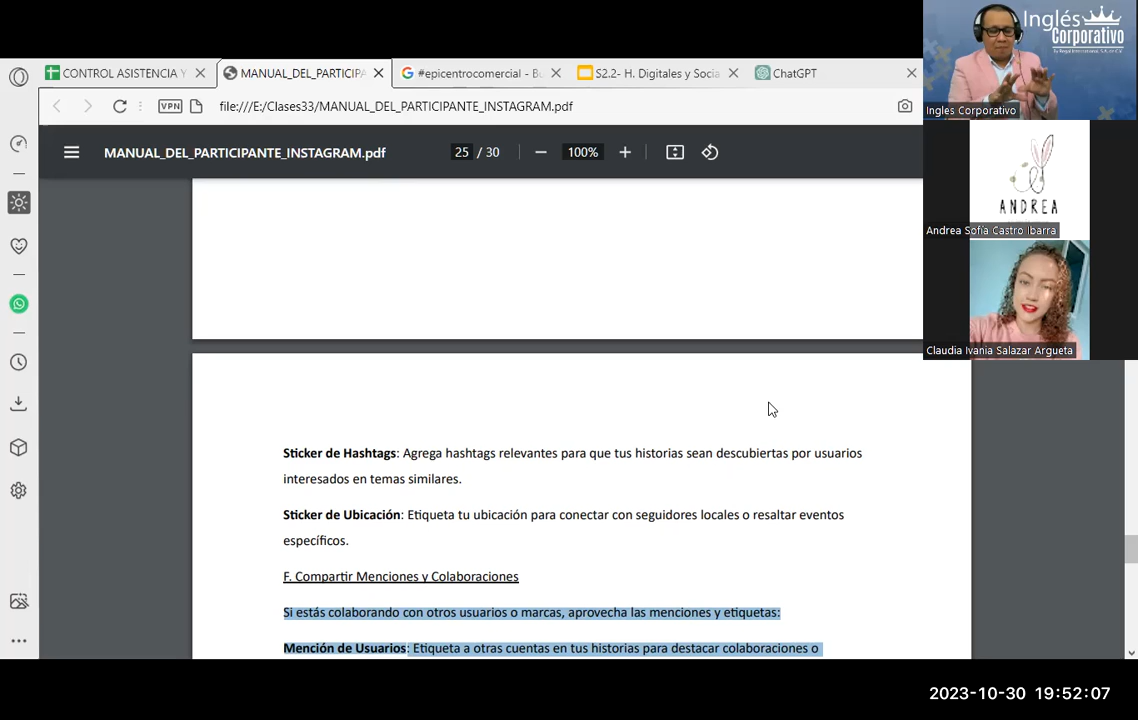 CONTROL ASISTENCIA Y
MANUAL_DEL_PARTICIPA
#epicentrocomercial - Bu
S2.2- H. Digitales y Socia
ChatGPT
VPN
file:///E:/Clases33/MANUAL_DEL_PARTICIPANTE_INSTAGRAM.pdf
MANUAL_DEL_PARTICIPANTE_INSTAGRAM.pdf
25 / 30
100%
Inglés
Corporativo
Ingles Corporativo
ANDREA
Andrea Sofía Castro Ibarra
Claudia Ivania Salazar Argueta
Sticker de Hashtags: Agrega hashtags relevantes para que tus historias sean descubiertas por usuarios
interesados en temas similares.
Sticker de Ubicación: Etiqueta tu ubicación para conectar con seguidores locales o resaltar eventos
específicos.
F. Compartir Menciones y Colaboraciones
Si estás colaborando con otros usuarios o marcas, aprovecha las menciones y etiquetas:
Mención de Usuarios: Etiqueta a otras cuentas en tus historias para destacar colaboraciones o
2023-10-30 19:52:07